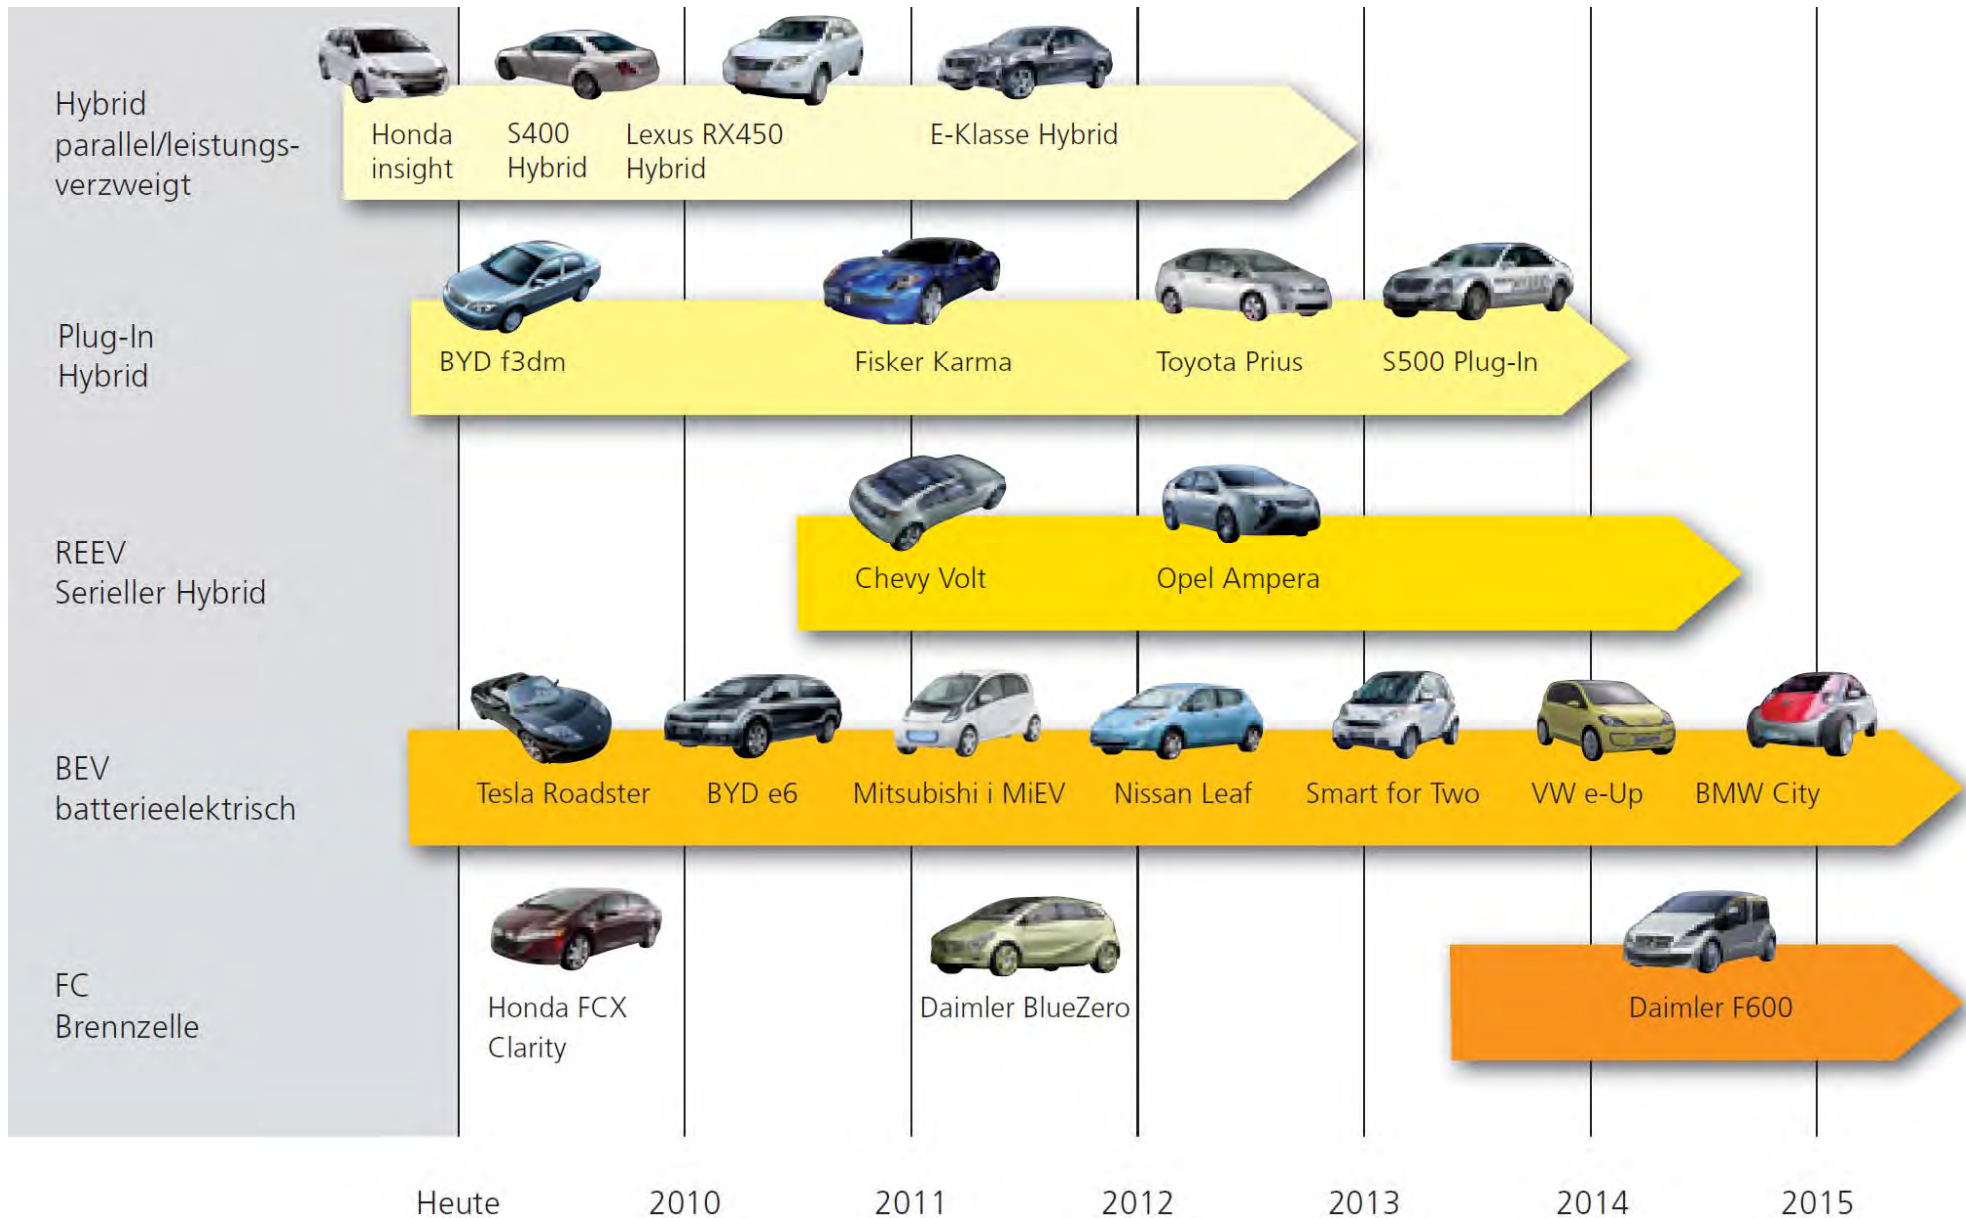 Hybrid
parallel/leistungs-
verzweigt
Honda
insight
S400
Hybrid
Lexus RX450
Hybrid
E-Klasse Hybrid
Plug-In
Hybrid
BYD f3dm
Fisker Karma
Toyota Prius
S500 Plug-In
REEV
Serieller Hybrid
Chevy Volt
Opel Ampera
BEV
batterieelektrisch
Tesla Roadster
BYD e6
Mitsubishi i MiEV
Nissan Leaf
Smart for Two
VW e-Up
BMW City
FC
Brennzelle
Honda FCX
Clarity
Daimler BlueZero
Daimler F600
Heute
2010
2011
2012
2013
2014
2015